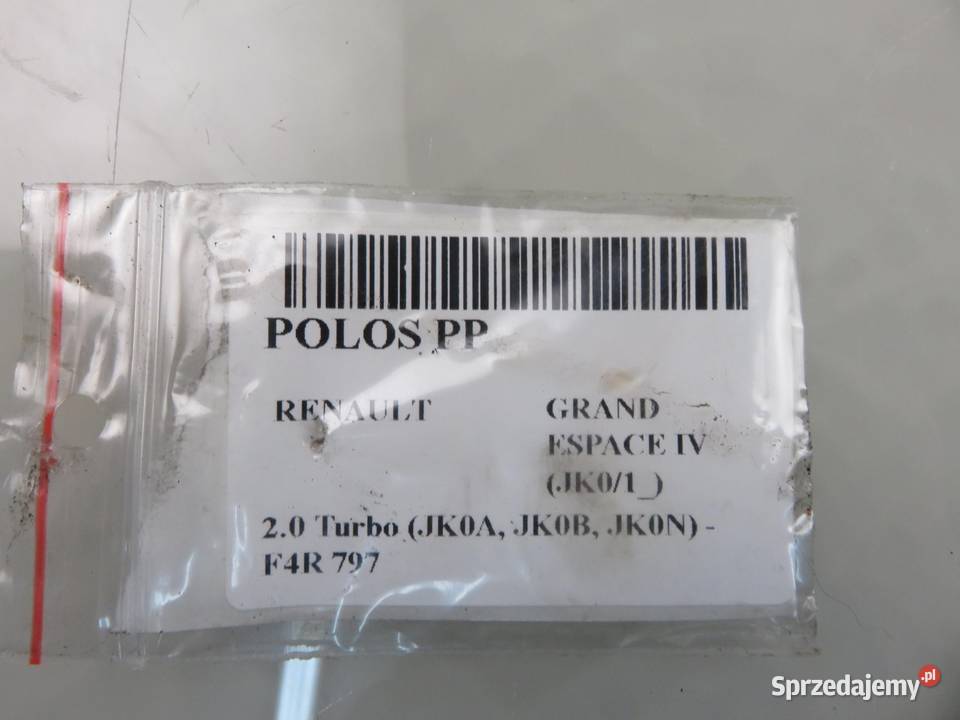 POLOS PP
RENAULT
GRAND
ESPACE IV
(JK0/1_)
2.0 Turbo (JK0A, JK0B, JK0N) -
F4R 797
Sprzedajemy.pl